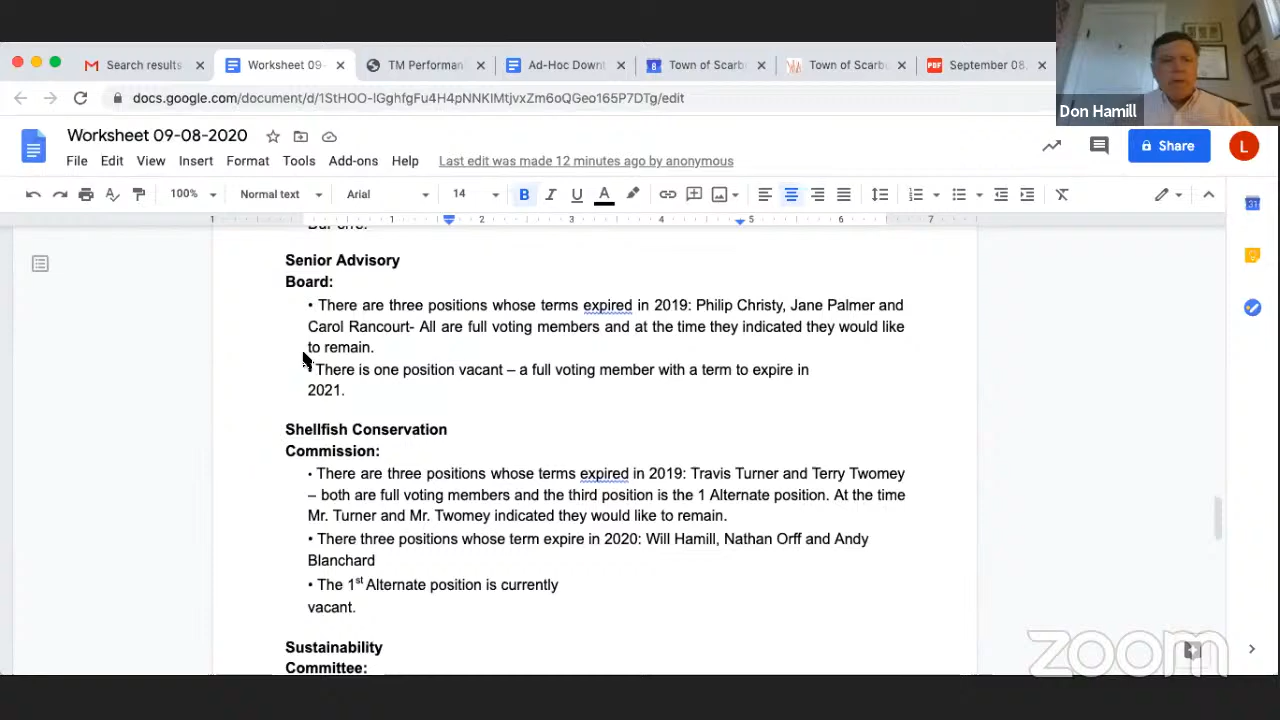 Search results
Worksheet 09-
TM Performan
Ad-Hoc Downt
Town of Scarb
Town of Scarb
September 08,
Don Hamill
docs.google.com/document/d/1StHOO-lGghfgFu4H4pNNKIMtjvxZm6oQGeo165P7DTg/edit
Worksheet 09-08-2020
File Edit View Insert Format Tools Add-ons Help Last edit was made 12 minutes ago by anonymous
Share
L
100% Normal text Arial 14 B I U A
1 1 2 3 4 5 6 7
Senior Advisory
Board:
• There are three positions whose terms expired in 2019: Philip Christy, Jane Palmer and
Carol Rancourt- All are full voting members and at the time they indicated they would like
to remain.
• There is one position vacant – a full voting member with a term to expire in
2021.
Shellfish Conservation
Commission:
• There are three positions whose terms expired in 2019: Travis Turner and Terry Twomey
– both are full voting members and the third position is the 1 Alternate position. At the time
Mr. Turner and Mr. Twomey indicated they would like to remain.
• There three positions whose term expire in 2020: Will Hamill, Nathan Orff and Andy
Blanchard
• The 1st Alternate position is currently
vacant.
Sustainability
Committee:
zoom